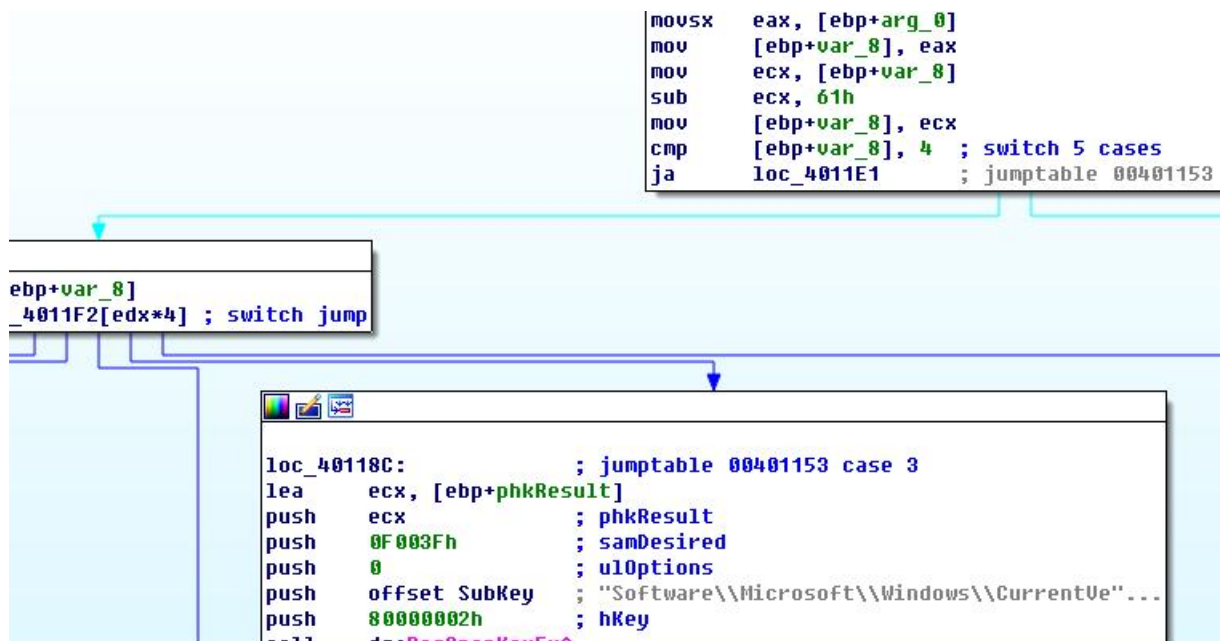 movsx eax, [ebp+arg_0]
mov [ebp+var_8], eax
mov ecx, [ebp+var_8]
sub ecx, 61h
mov [ebp+var_8], ecx
cmp [ebp+var_8], 4 ; switch 5 cases
ja loc_4011E1 ; jumptable 00401153
ebp+var_8]
_4011F2[edx*4] ; switch jump
loc_40118C: ; jumptable 00401153 case 3
lea ecx, [ebp+phkResult]
push ecx ; phkResult
push 0F003Fh ; samDesired
push 0 ; ulOptions
push offset SubKey ; "Software\\Microsoft\\Windows\\CurrentVe"...
push 80000002h ; hKey